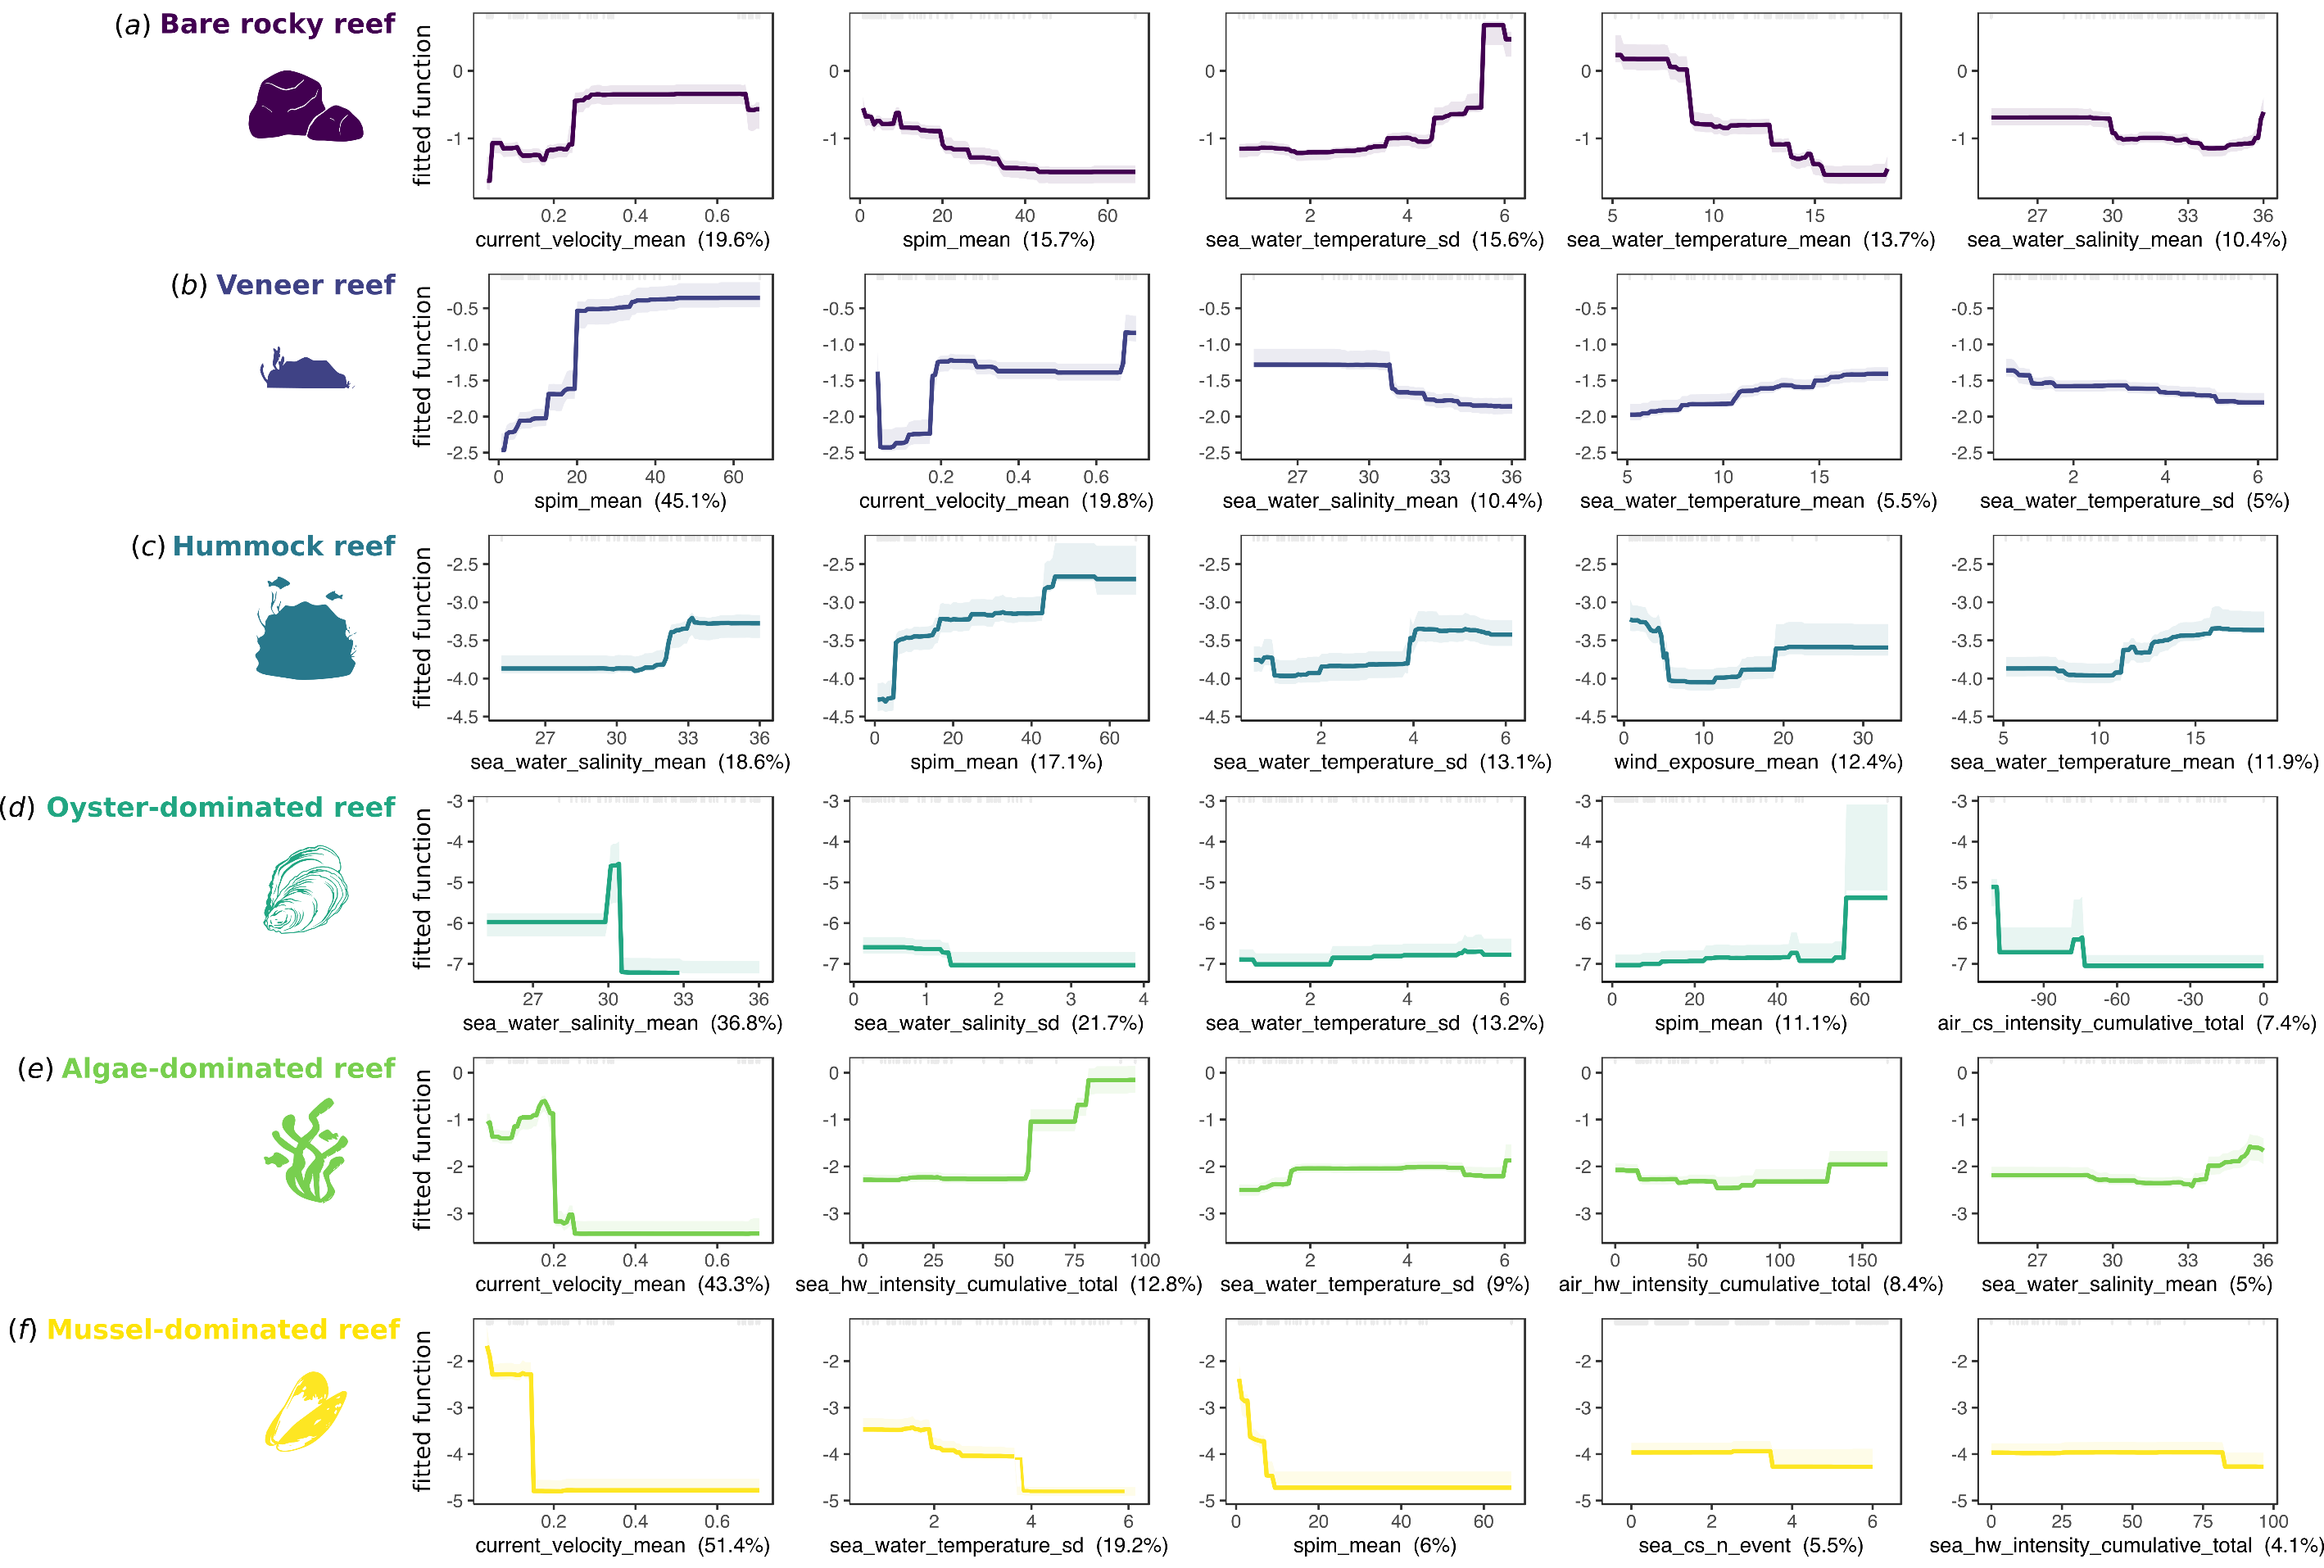 (a) Bare rocky reef
fitted function
0
-1
0.2 0.4 0.6
current_velocity_mean (19.6%)
0
-1
0 20 40 60
spim_mean (15.7%)
0
-1
2 4 6
sea_water_temperature_sd (15.6%)
0
-1
5 10 15
sea_water_temperature_mean (13.7%)
0
-1
27 30 33 36
sea_water_salinity_mean (10.4%)
(b) Veneer reef
fitted function
-0.5
-1.0
-1.5
-2.0
-2.5
0 20 40 60
spim_mean (45.1%)
-0.5
-1.0
-1.5
-2.0
-2.5
0.2 0.4 0.6
current_velocity_mean (19.8%)
-0.5
-1.0
-1.5
-2.0
-2.5
27 30 33 36
sea_water_salinity_mean (10.4%)
-0.5
-1.0
-1.5
-2.0
-2.5
5 10 15
sea_water_temperature_mean (5.5%)
-0.5
-1.0
-1.5
-2.0
-2.5
2 4 6
sea_water_temperature_sd (5%)
(c) Hummock reef
fitted function
-2.5
-3.0
-3.5
-4.0
-4.5
27 30 33 36
sea_water_salinity_mean (18.6%)
-2.5
-3.0
-3.5
-4.0
-4.5
0 20 40 60
spim_mean (17.1%)
-2.5
-3.0
-3.5
-4.0
-4.5
2 4 6
sea_water_temperature_sd (13.1%)
-2.5
-3.0
-3.5
-4.0
-4.5
0 10 20 30
wind_exposure_mean (12.4%)
-2.5
-3.0
-3.5
-4.0
-4.5
5 10 15
sea_water_temperature_mean (11.9%)
(d) Oyster-dominated reef
fitted function
-3
-4
-5
-6
-7
27 30 33 36
sea_water_salinity_mean (36.8%)
-3
-4
-5
-6
-7
0 1 2 3 4
sea_water_salinity_sd (21.7%)
-3
-4
-5
-6
-7
2 4 6
sea_water_temperature_sd (13.2%)
-3
-4
-5
-6
-7
0 20 40 60
spim_mean (11.1%)
-3
-4
-5
-6
-7
-90 -60 -30 0
air_cs_intensity_cumulative_total (7.4%)
(e) Algae-dominated reef
fitted function
0
-1
-2
-3
0.2 0.4 0.6
current_velocity_mean (43.3%)
0
-1
-2
-3
0 25 50 75 100
sea_hw_intensity_cumulative_total (12.8%)
0
-1
-2
-3
2 4 6
sea_water_temperature_sd (9%)
0
-1
-2
-3
0 50 100 150
air_hw_intensity_cumulative_total (8.4%)
0
-1
-2
-3
27 30 33 36
sea_water_salinity_mean (5%)
(f) Mussel-dominated reef
fitted function
-2
-3
-4
-5
0.2 0.4 0.6
current_velocity_mean (51.4%)
-2
-3
-4
-5
2 4 6
sea_water_temperature_sd (19.2%)
-2
-3
-4
-5
0 20 40 60
spim_mean (6%)
-2
-3
-4
-5
0 2 4 6
sea_cs_n_event (5.5%)
-2
-3
-4
-5
0 25 50 75 100
sea_hw_intensity_cumulative_total (4.1%)